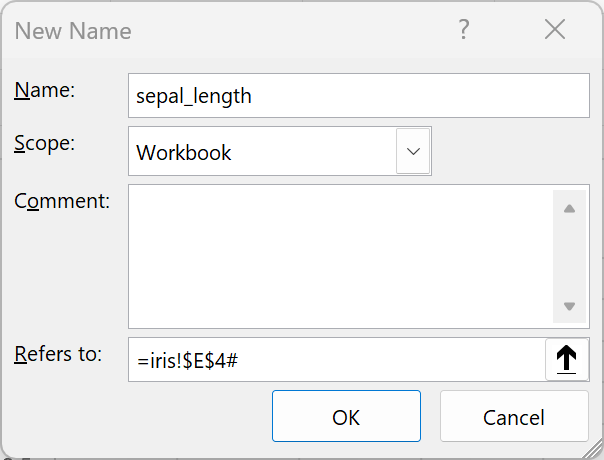 New Name ?
Name: sepal_length
Scope: Workbook
Comment:
Refers to: =iris!$E$4#
OK Cancel